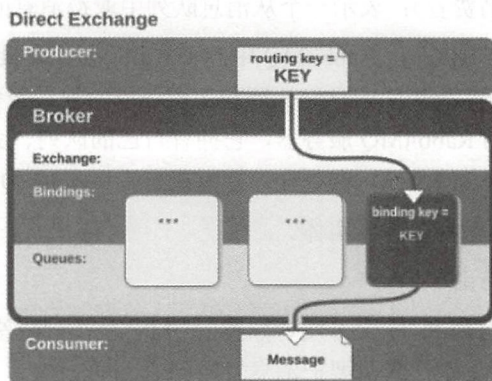 Direct Exchange
Producer:
routing key =
KEY
Broker
Exchange:
Bindings:
***
***
binding key =
KEY
Queues:
Consumer:
Message